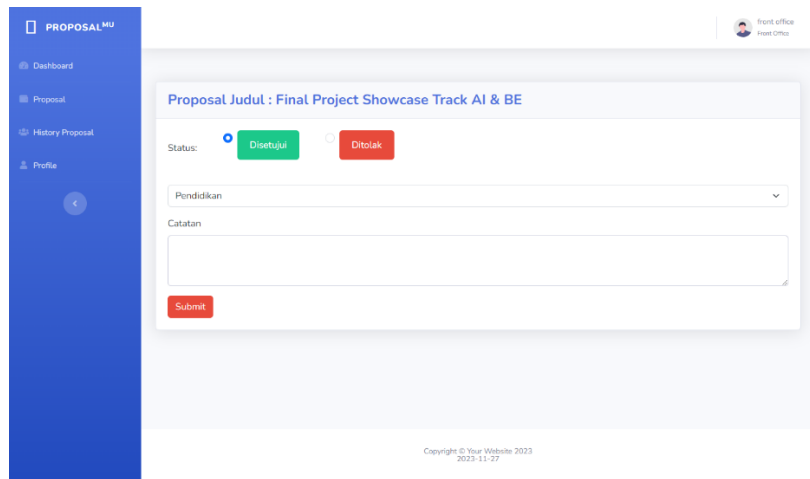 PROPOSALMU
front office
Front Office
Dashboard
Proposal
History Proposal
Profile
Proposal Judul : Final Project Showcase Track AI & BE
Status:
Disetujui
Ditolak
Pendidikan
Catatan
Submit
Copyright © Your Website 2023
2023-11-27